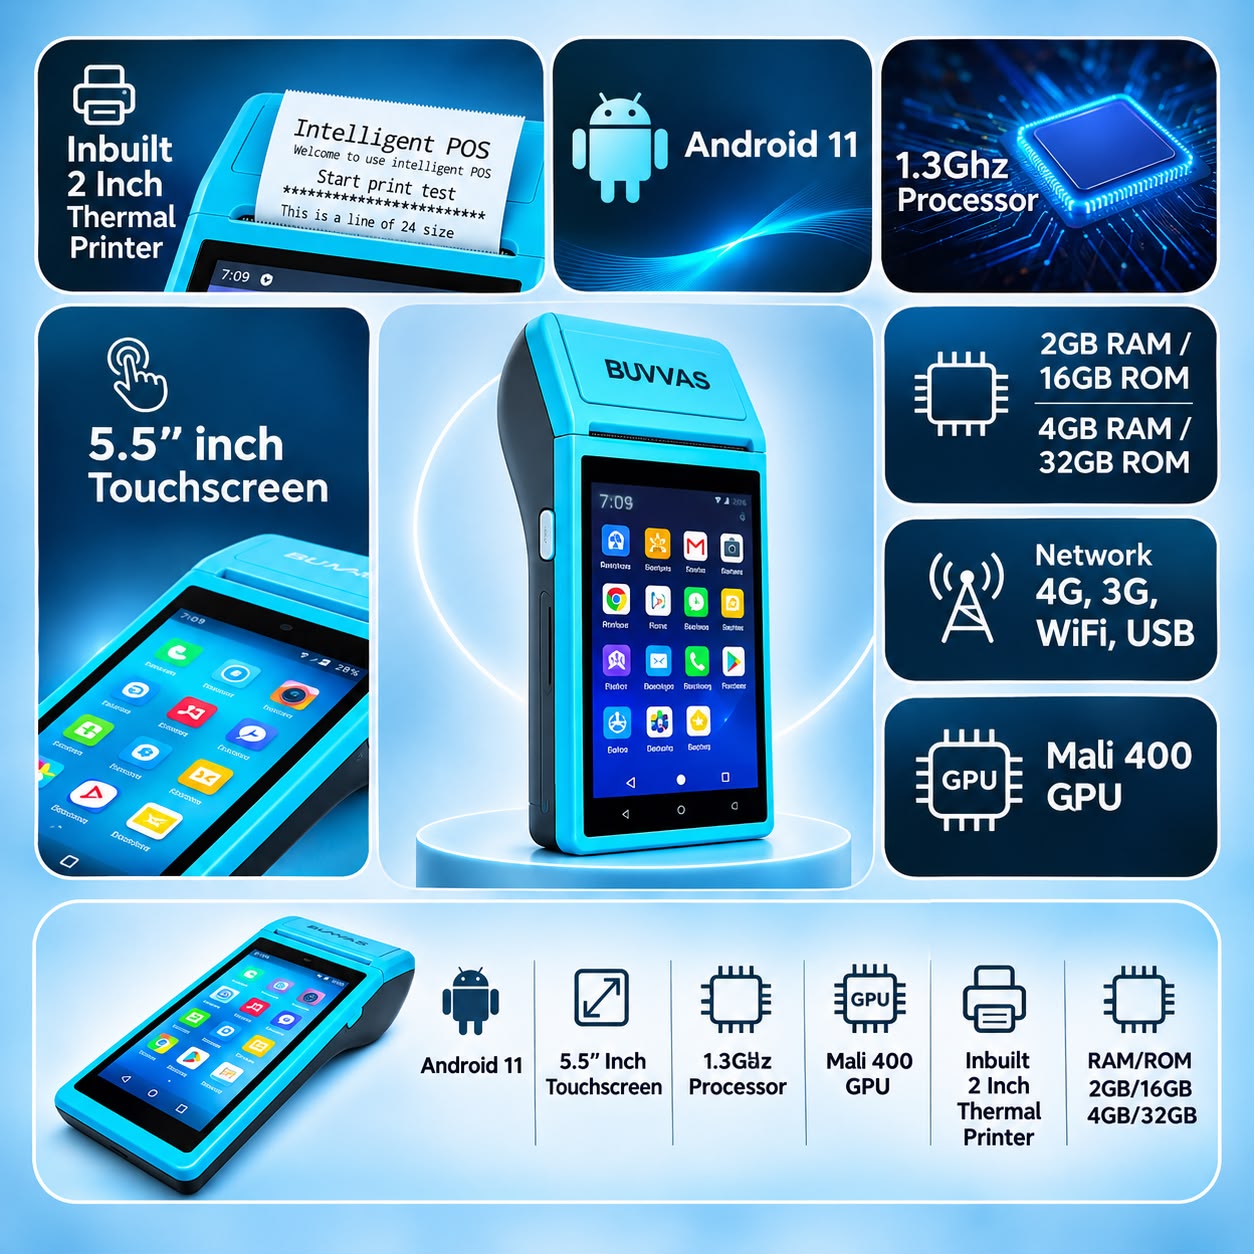 Inbuilt
2 Inch
Thermal
Printer
Intelligent POS
Welcome to use intelligent POS
Start print test
*************************
This is a line of 24 size
7:09
Android 11
1.3Ghz
Processor
5.5” inch
Touchscreen
7:09
28%
BUVVAS
7:09
2GB RAM /
16GB ROM
4GB RAM /
32GB ROM
Network
4G, 3G,
WiFi, USB
GPU
Mali 400
GPU
BUVVAS
Android 11
5.5” Inch
Touchscreen
1.3Ghz
Processor
GPU
Mali 400
GPU
Inbuilt
2 Inch
Thermal
Printer
RAM/ROM
2GB/16GB
4GB/32GB